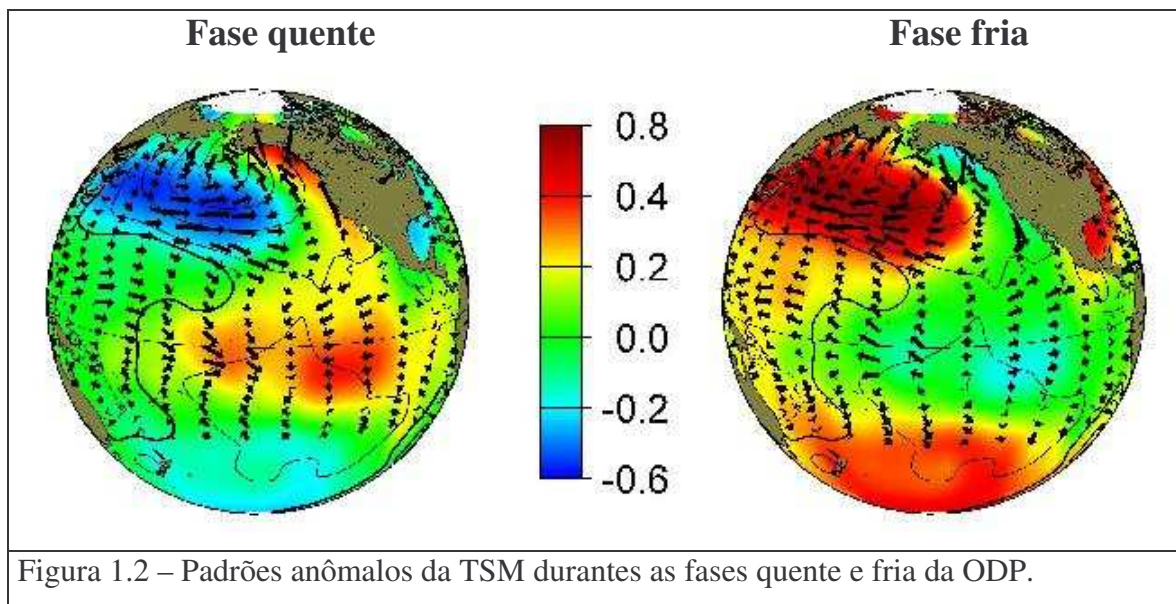 Fase quente
Fase fria
0.8
0.4
0.2
0.0
-0.2
-0.6
Figura 1.2 – Padrões anômalos da TSM durantes as fases quente e fria da ODP.